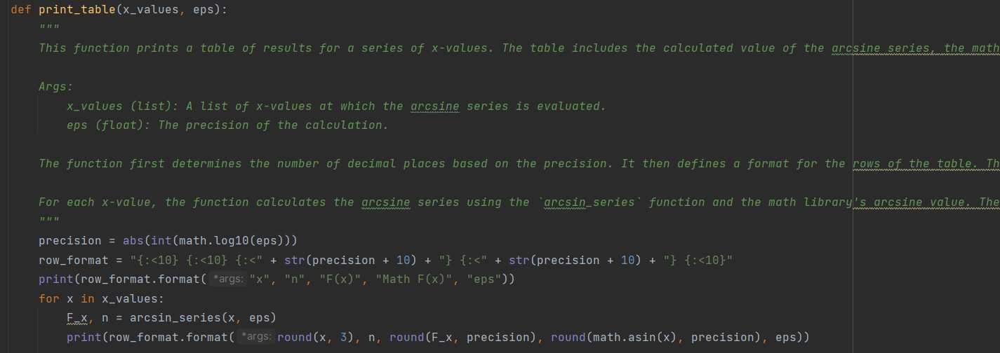 def print_table(x_values, eps):
"""
This function prints a table of results for a series of x-values. The table includes the calculated value of the arcsine series, the math
Args:
x_values (list): A list of x-values at which the arcsine series is evaluated.
eps (float): The precision of the calculation.
The function first determines the number of decimal places based on the precision. It then defines a format for the rows of the table. Th
For each x-value, the function calculates the arcsine series using the `arcsin_series` function and the math library's arcsine value. The
"""
precision = abs(int(math.log10(eps)))
row_format = "{:<10} {:<10} {:<" + str(precision + 10) + "} {:<" + str(precision + 10) + "} {:<10}"
print(row_format.format( *args: "x", "n", "F(x)", "Math F(x)", "eps"))
for x in x_values:
F_x, n = arcsin_series(x, eps)
print(row_format.format( *args: round(x, 3), n, round(F_x, precision), round(math.asin(x), precision), eps))